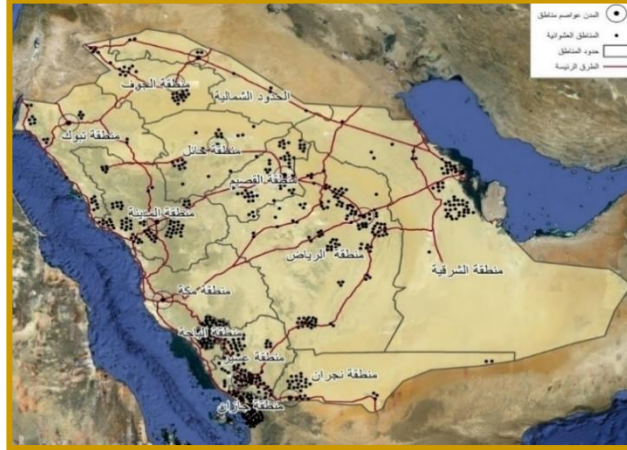 المدن عواصم مناطق
المناطق العشوائية
حدود المناطق
الطرق الرئيسة
منطقة الجوف
الحدود الشمالية
منطقة تبوك
منطقة حائل
منطقة القصيم
منطقة المدينة
منطقة الرياض
منطقة الشرقية
منطقة مكة
منطقة الباحة
منطقة عسير
منطقة نجران
منطقة جازان